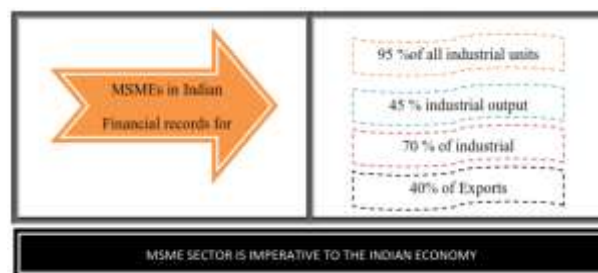 MSMEs in Indian
Financial records for
95 %of all industrial units
45 % industrial output
70 % of industrial
40% of Exports
MSME SECTOR IS IMPERATIVE TO THE INDIAN ECONOMY